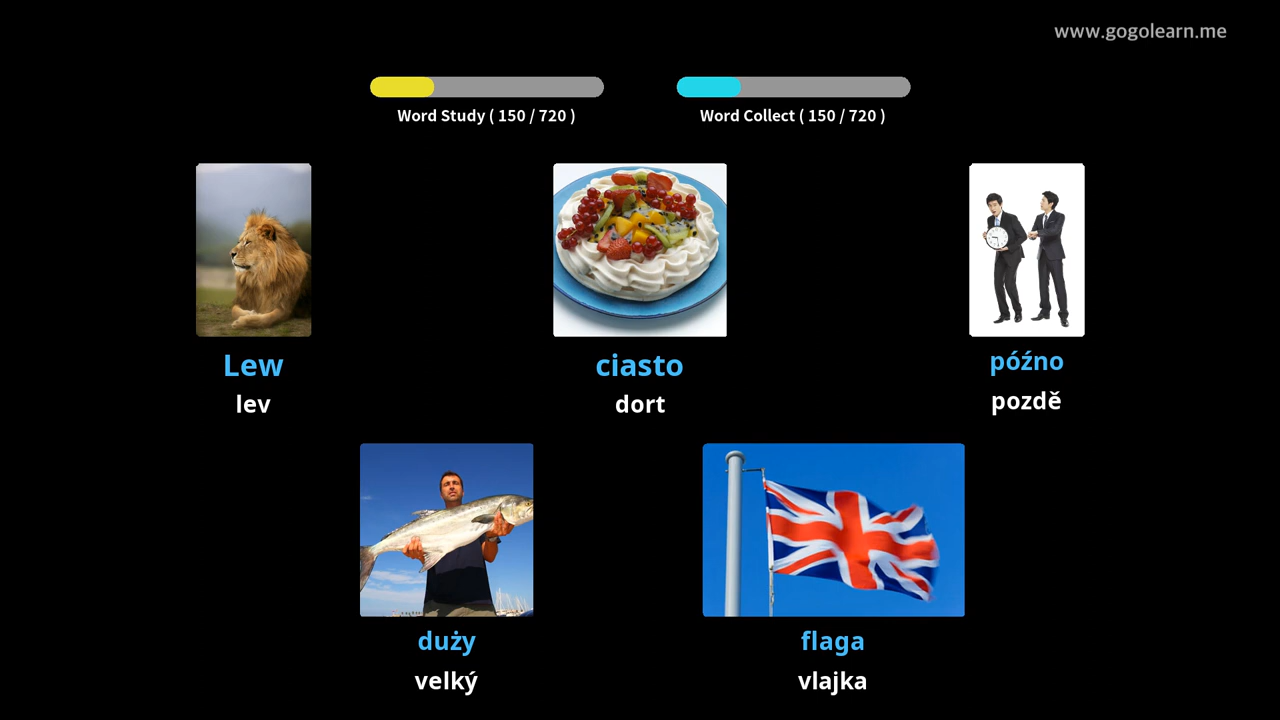 www.gogolearn.me
Word Study ( 150 / 720 )
Word Collect ( 150 / 720 )
Lew
lev
ciasto
dort
późno
pozdě
duży
velký
flaga
vlajka